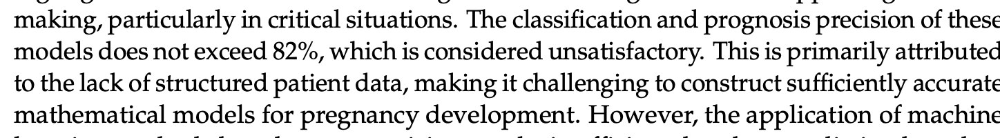 making, particularly in critical situations. The classification and prognosis precision of these
models does not exceed 82%, which is considered unsatisfactory. This is primarily attributed
to the lack of structured patient data, making it challenging to construct sufficiently accurate
mathematical models for pregnancy development. However, the application of machine